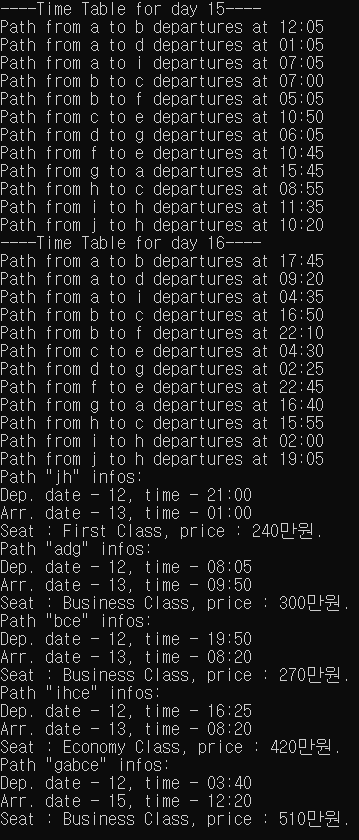 ----Time Table for day 15----
Path from a to b departures at 12:05
Path from a to d departures at 01:05
Path from a to i departures at 07:05
Path from b to c departures at 07:00
Path from b to f departures at 05:05
Path from c to e departures at 10:50
Path from d to g departures at 06:05
Path from f to e departures at 10:45
Path from g to a departures at 15:45
Path from h to c departures at 08:55
Path from i to h departures at 11:35
Path from j to h departures at 10:20
----Time Table for day 16----
Path from a to b departures at 17:45
Path from a to d departures at 09:20
Path from a to i departures at 04:35
Path from b to c departures at 16:50
Path from b to f departures at 22:10
Path from c to e departures at 04:30
Path from d to g departures at 02:25
Path from f to e departures at 22:45
Path from g to a departures at 16:40
Path from h to c departures at 15:55
Path from i to h departures at 02:00
Path from j to h departures at 19:05
Path "jh" infos:
Dep. date - 12, time - 21:00
Arr. date - 13, time - 01:00
Seat : First Class, price : 240만원.
Path "adg" infos:
Dep. date - 12, time - 08:05
Arr. date - 13, time - 09:50
Seat : Business Class, price : 300만원.
Path "bce" infos:
Dep. date - 12, time - 19:50
Arr. date - 13, time - 08:20
Seat : Business Class, price : 270만원.
Path "ihce" infos:
Dep. date - 12, time - 16:25
Arr. date - 13, time - 08:20
Seat : Economy Class, price : 420만원.
Path "gabce" infos:
Dep. date - 12, time - 03:40
Arr. date - 15, time - 12:20
Seat : Business Class, price : 510만원.